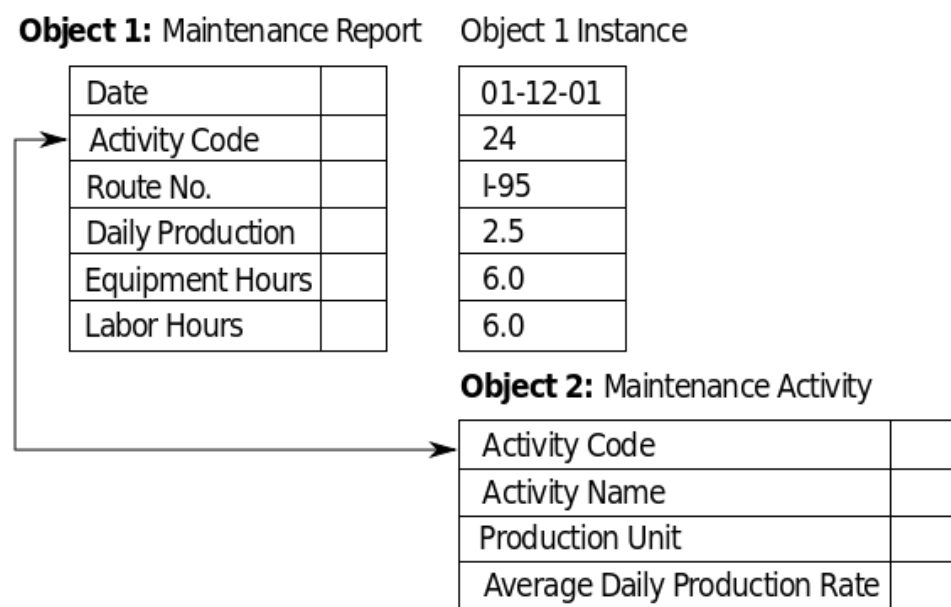 Object 1: Maintenance Report
Object 1 Instance
Date
01-12-01
Activity Code
24
Route No.
I-95
Daily Production
2.5
Equipment Hours
6.0
Labor Hours
6.0
Object 2: Maintenance Activity
Activity Code
Activity Name
Production Unit
Average Daily Production Rate